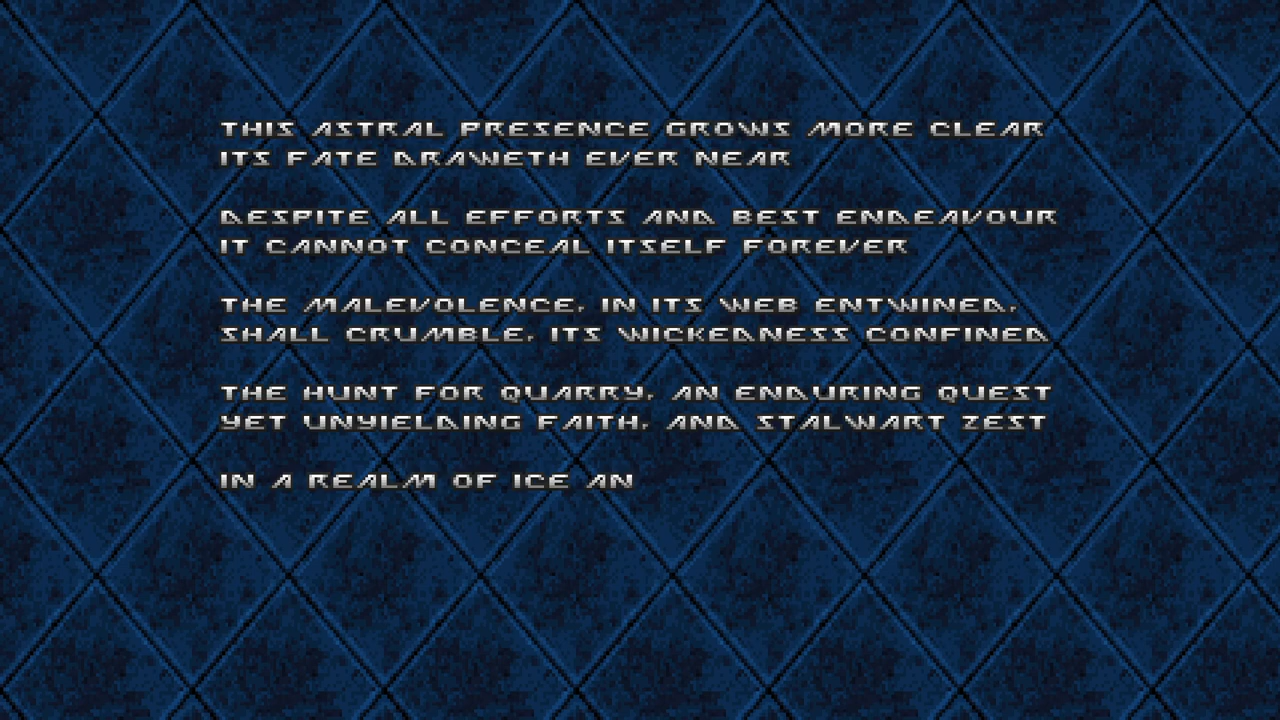 THIS ASTRAL PRESENCE GROWS MORE CLEAR
ITS FATE DRAWETH EVER NEAR
DESPITE ALL EFFORTS AND BEST ENDEAVOUR
IT CANNOT CONCEAL ITSELF FOREVER
THE MALEVOLENCE, IN ITS WEB ENTWINED,
SHALL CRUMBLE, ITS WICKEDNESS CONFINED
THE HUNT FOR QUARRY, AN ENDURING QUEST
YET UNYIELDING FAITH, AND STALWART ZEST
IN A REALM OF ICE AN